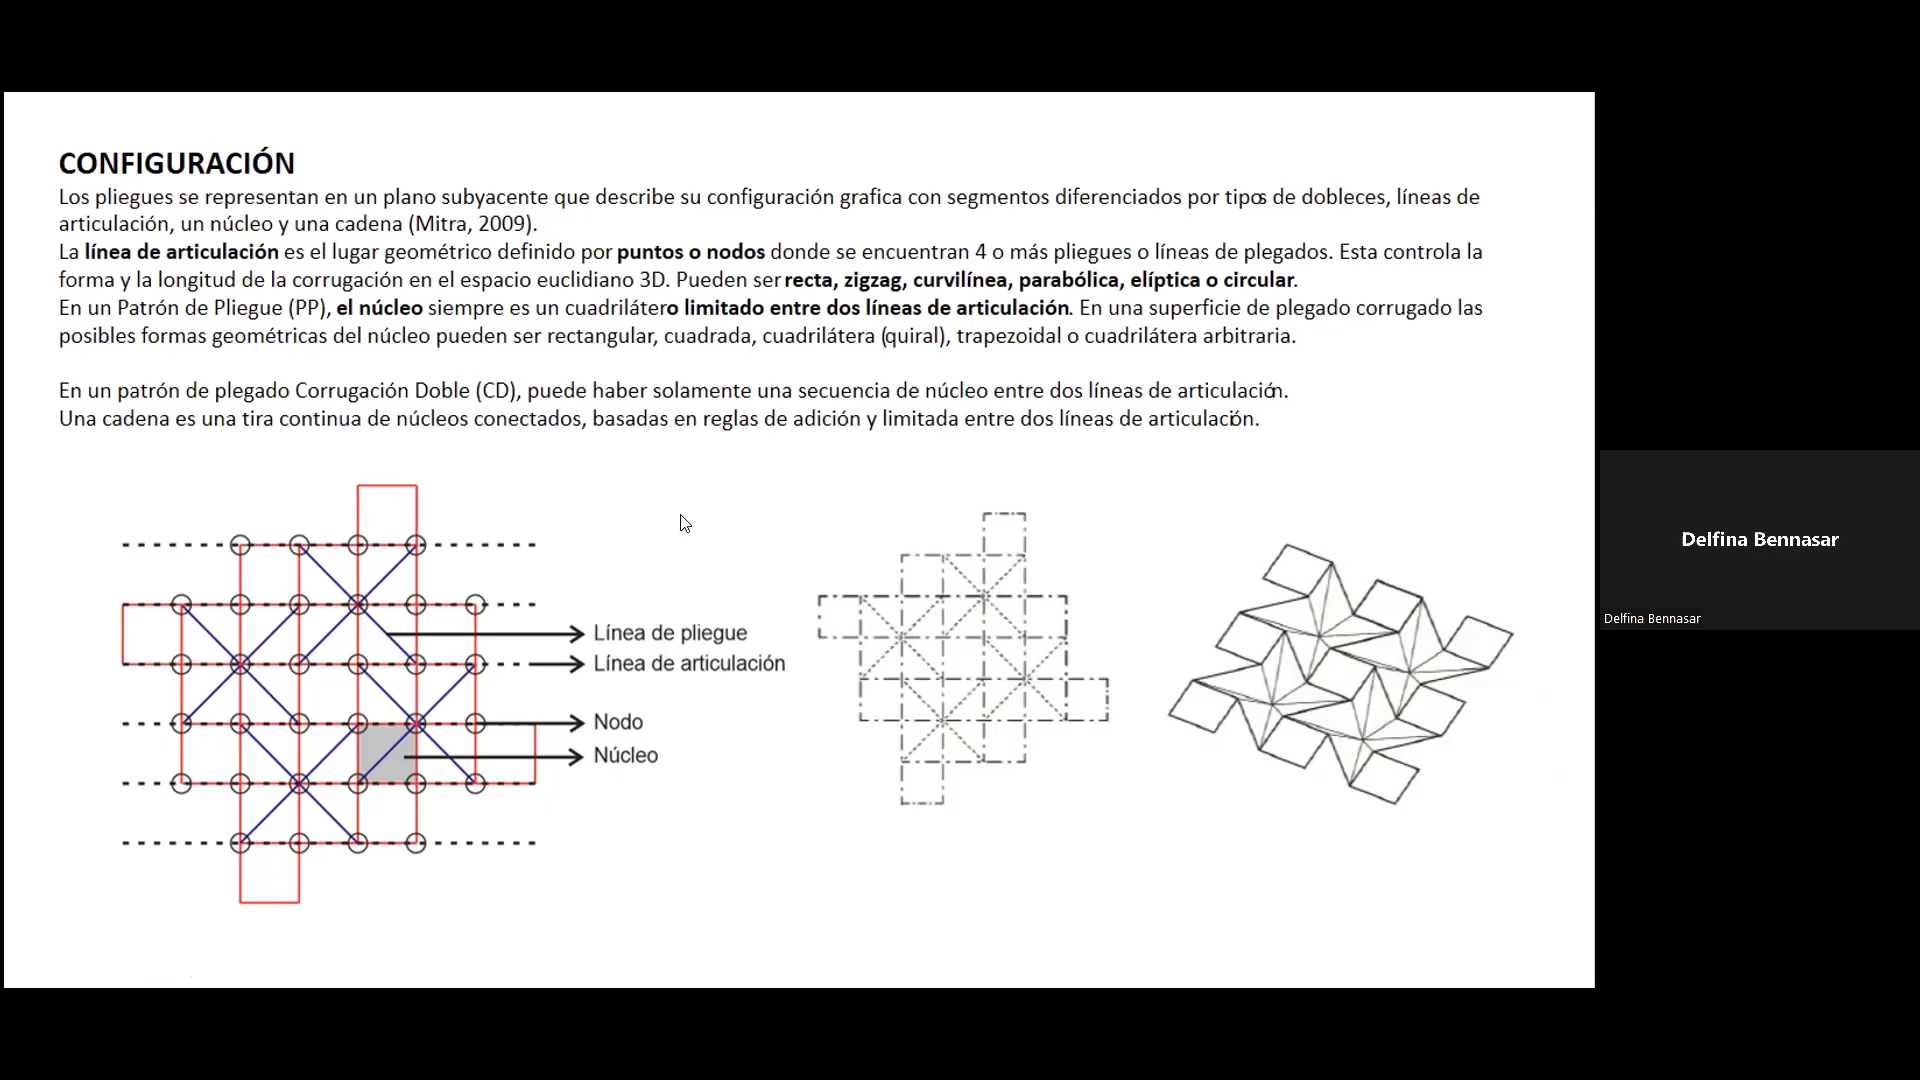 CONFIGURACIÓN
Los pliegues se representan en un plano subyacente que describe su configuración grafica con segmentos diferenciados por tipos de dobleces, líneas de
articulación, un núcleo y una cadena (Mitra, 2009).
La línea de articulación es el lugar geométrico definido por puntos o nodos donde se encuentran 4 o más pliegues o líneas de plegados. Esta controla la
forma y la longitud de la corrugación en el espacio euclidiano 3D. Pueden ser recta, zigzag, curvilínea, parabólica, elíptica o circular.
En un Patrón de Pliegue (PP), el núcleo siempre es un cuadrilátero limitado entre dos líneas de articulación. En una superficie de plegado corrugado las
posibles formas geométricas del núcleo pueden ser rectangular, cuadrada, cuadrilátera (quiral), trapezoidal o cuadrilátera arbitraria.
En un patrón de plegado Corrugación Doble (CD), puede haber solamente una secuencia de núcleo entre dos líneas de articulación.
Una cadena es una tira continua de núcleos conectados, basadas en reglas de adición y limitada entre dos líneas de articulación.
Línea de pliegue
Línea de articulación
Nodo
Núcleo
Delfina Bennasar
Delfina Bennasar